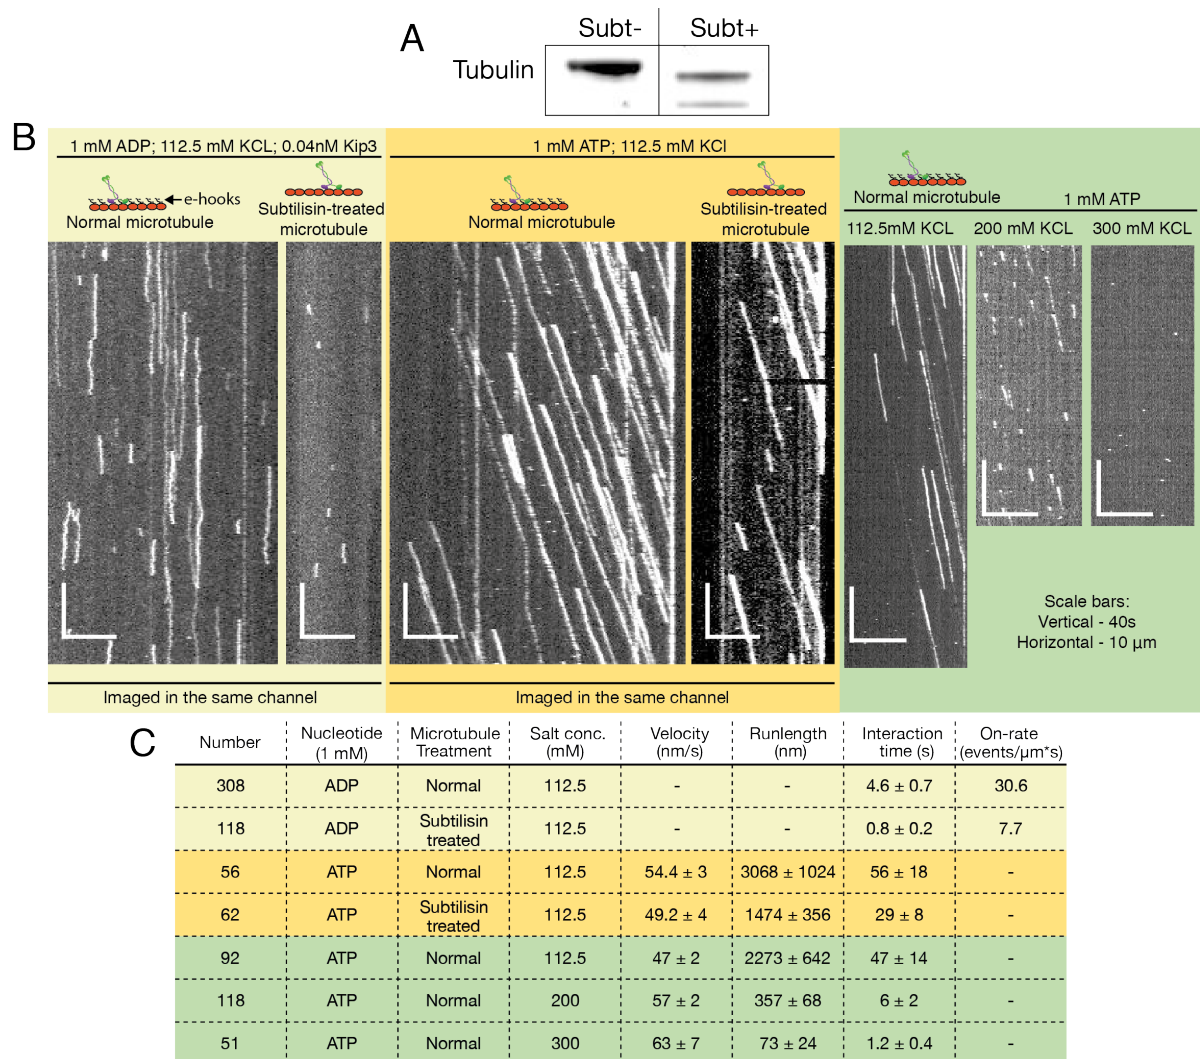 A
Subt-
Subt+
Tubulin
B
1 mM ADP; 112.5 mM KCL; 0.04nM Kip3
e-hooks
Normal microtubule
Subtilisin-treated
microtubule
1 mM ATP; 112.5 mM KCl
Normal microtubule
Subtilisin-treated
microtubule
Normal microtubule
1 mM ATP
112.5mM KCL
200 mM KCL
300 mM KCL
Scale bars:
Vertical - 40s
Horizontal - 10 µm
Imaged in the same channel
Imaged in the same channel
C
Number
Nucleotide
(1 mM)
Microtubule
Treatment
Salt conc.
(mM)
Velocity
(nm/s)
Runlength
(nm)
Interaction
time (s)
On-rate
(events/µm*s)
308 ADP Normal 112.5 - - 4.6 ± 0.7 30.6
118 ADP Subtilisin treated 112.5 - - 0.8 ± 0.2 7.7
56 ATP Normal 112.5 54.4 ± 3 3068 ± 1024 56 ± 18 -
62 ATP Subtilisin treated 112.5 49.2 ± 4 1474 ± 356 29 ± 8 -
92 ATP Normal 112.5 47 ± 2 2273 ± 642 47 ± 14 -
118 ATP Normal 200 57 ± 2 357 ± 68 6 ± 2 -
51 ATP Normal 300 63 ± 7 73 ± 24 1.2 ± 0.4 -